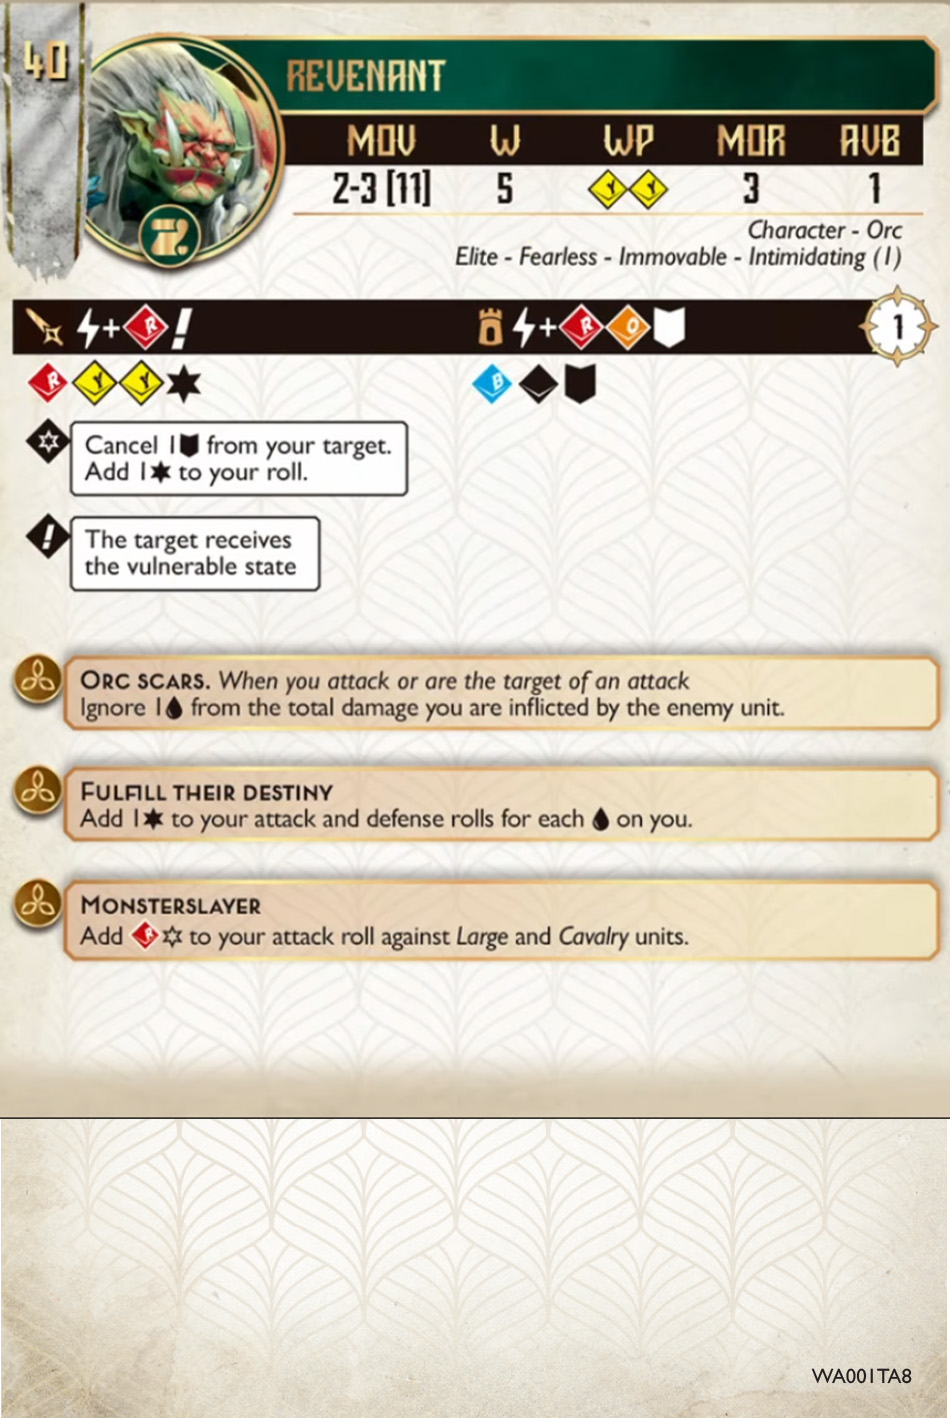 40
REVENANT
MOV W WP MOR AVB
2-3 [11] 5 Y Y 3 1
Character - Orc
Elite - Fearless - Immovable - Intimidating (1)
+ R ! + R O 1
R Y Y B
Cancel 1 from your target.
Add 1 to your roll.
! The target receives
the vulnerable state
ORC SCARS. When you attack or are the target of an attack
Ignore 1 from the total damage you are inflicted by the enemy unit.
FULFILL THEIR DESTINY
Add 1 to your attack and defense rolls for each on you.
MONSTERSLAYER
Add R to your attack roll against Large and Cavalry units.
WA001TA8